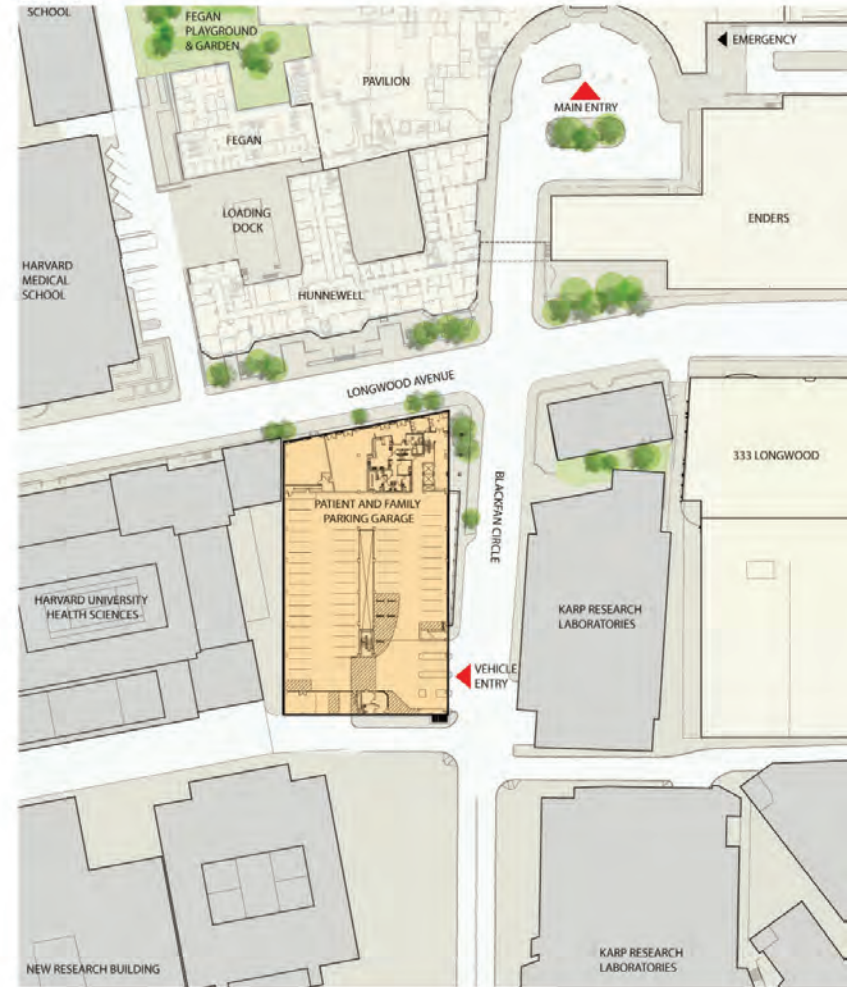 SCHOOL
FEGAN
PLAYGROUND
& GARDEN
EMERGENCY
PAVILION
MAIN ENTRY
FEGAN
LOADING
DOCK
ENDERS
HARVARD
MEDICAL
SCHOOL
HUNNEWELL
LONGWOOD AVENUE
333 LONGWOOD
BLACKFAN CIRCLE
PATIENT AND FAMILY
PARKING GARAGE
HARVARD UNIVERSITY
HEALTH SCIENCES
KARP RESEARCH
LABORATORIES
VEHICLE
ENTRY
NEW RESEARCH BUILDING
KARP RESEARCH
LABORATORIES